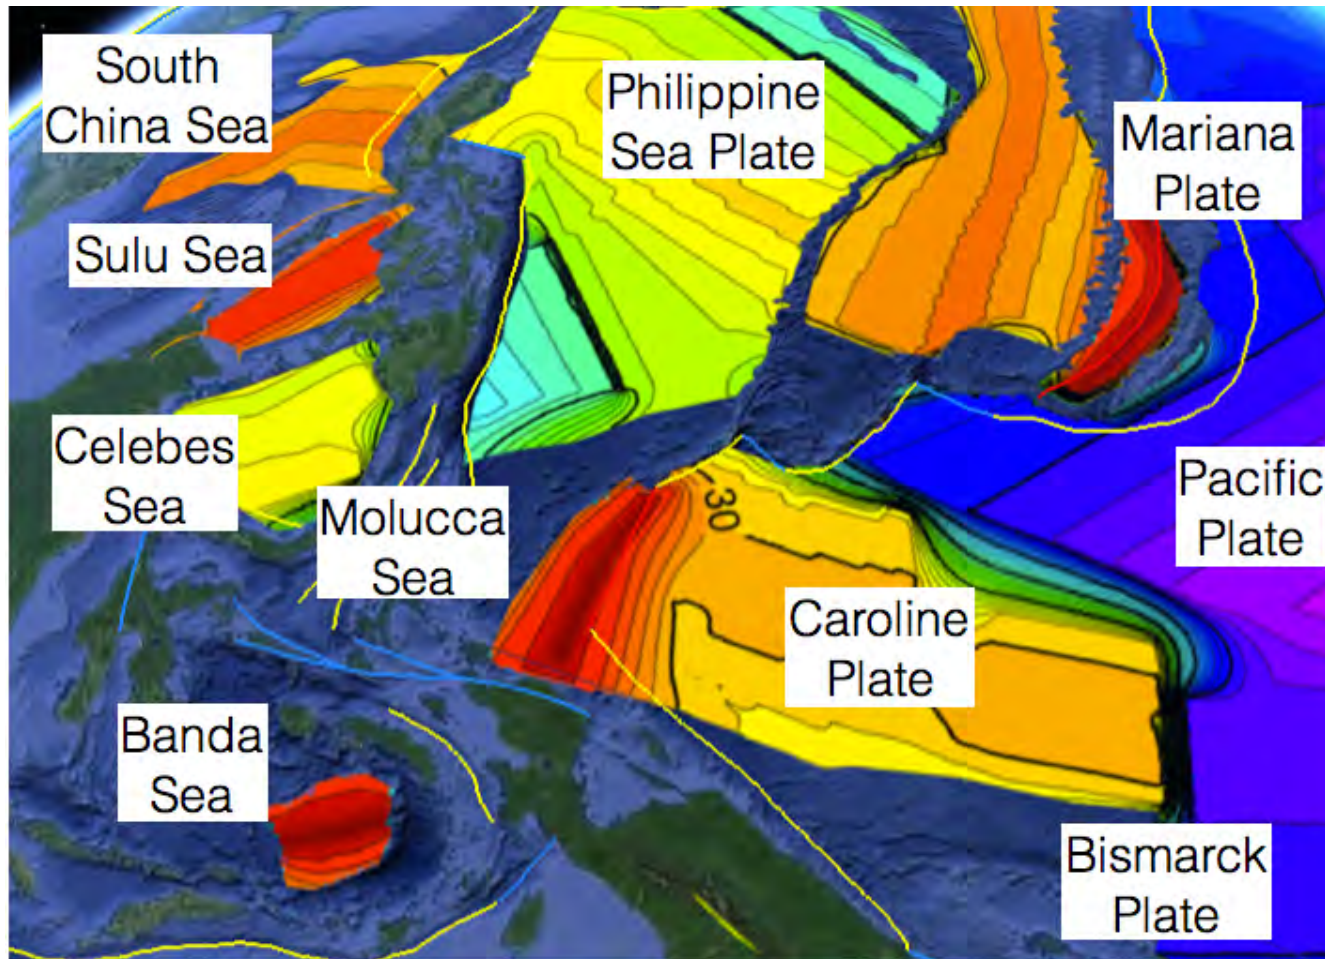 South
China Sea
Philippine
Sea Plate
Mariana
Plate
Sulu Sea
Celebes
Sea
Molucca
Sea
30
Pacific
Plate
Caroline
Plate
Banda
Sea
Bismarck
Plate